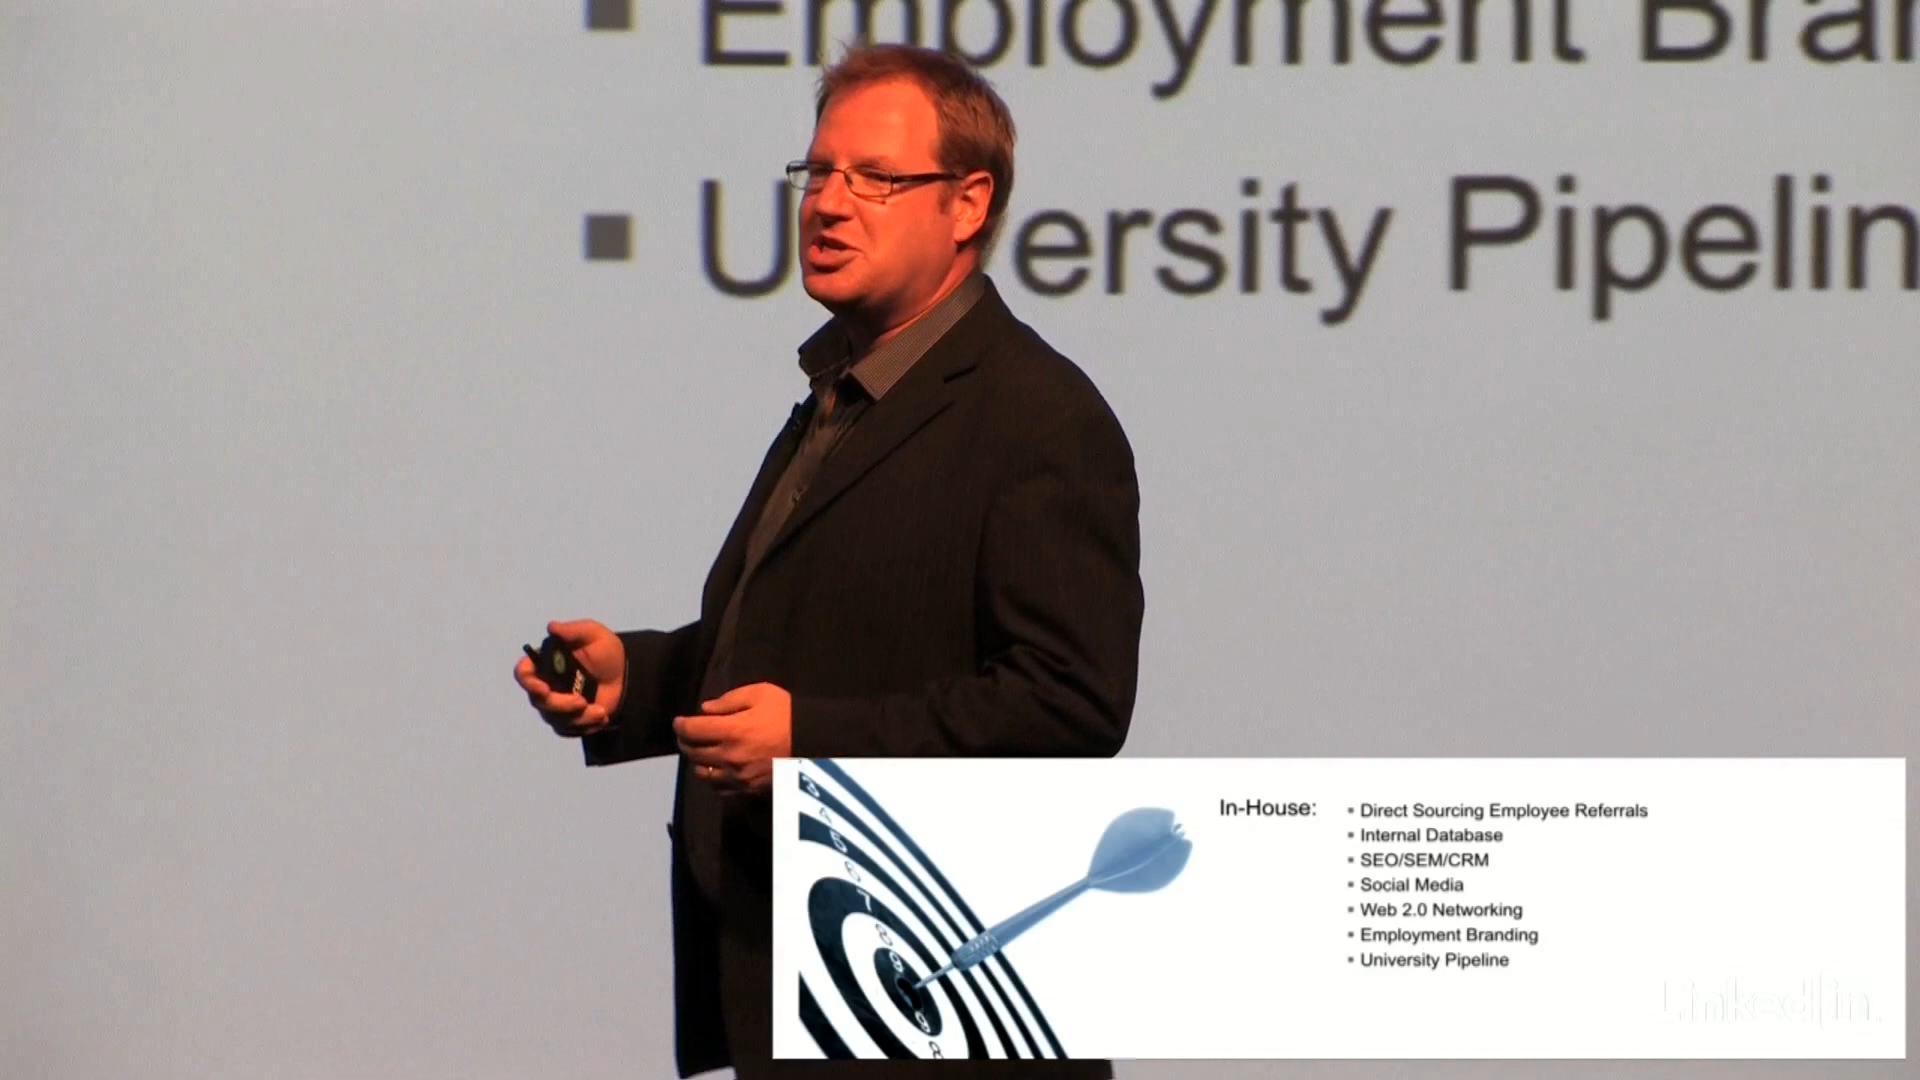 Employment Bra
U ersity Pipelin
In-House:
▪ Direct Sourcing Employee Referrals
▪ Internal Database
▪ SEO/SEM/CRM
▪ Social Media
▪ Web 2.0 Networking
▪ Employment Branding
▪ University Pipeline
LinkedIn